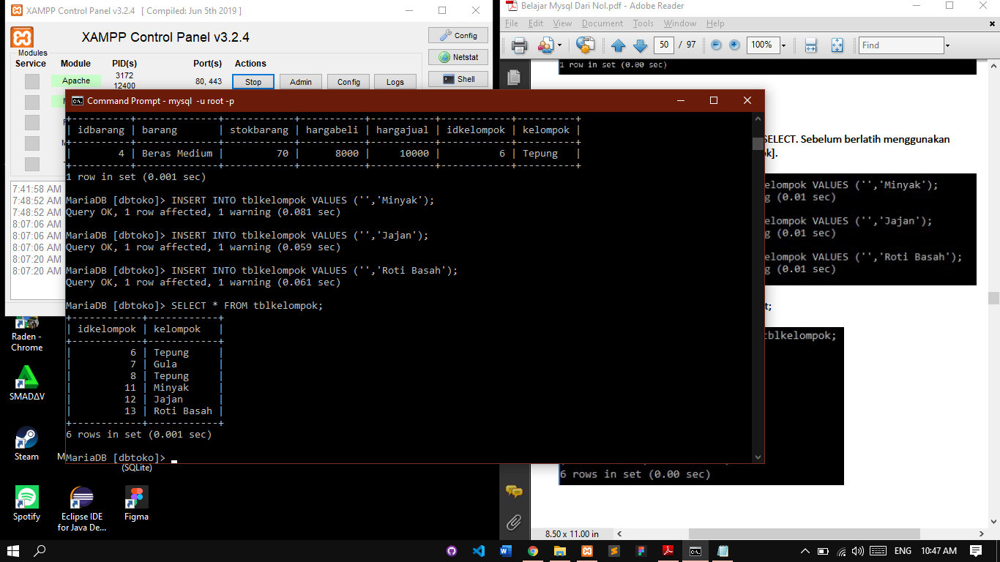 XAMPP Control Panel v3.2.4 [ Compiled: Jun 5th 2019 ]
XAMPP Control Panel v3.2.4
Config
Netstat
Shell
Modules
Service
Module
PID(s)
Port(s)
Actions
Apache
3172
12400
80, 443
Stop
Admin
Config
Logs
7:41:58 AM
7:48:52 AM
7:48:52 AM
8:07:06 AM
8:07:06 AM
8:07:06 AM
8:07:20 AM
8:07:20 AM
Command Prompt - mysql -u root -p
+----------+--------------+------------+-----------+-----------+------------+----------+
| idbarang | barang | stokbarang | hargabeli | hargajual | idkelompok | kelompok |
+----------+--------------+------------+-----------+-----------+------------+----------+
| 4 | Beras Medium | 70 | 8000 | 10000 | 6 | Tepung |
+----------+--------------+------------+-----------+-----------+------------+----------+
1 row in set (0.001 sec)
MariaDB [dbtoko]> INSERT INTO tblkelompok VALUES ('','Minyak');
Query OK, 1 row affected, 1 warning (0.081 sec)
MariaDB [dbtoko]> INSERT INTO tblkelompok VALUES ('','Jajan');
Query OK, 1 row affected, 1 warning (0.059 sec)
MariaDB [dbtoko]> INSERT INTO tblkelompok VALUES ('','Roti Basah');
Query OK, 1 row affected, 1 warning (0.061 sec)
MariaDB [dbtoko]> SELECT * FROM tblkelompok;
+------------+------------+
| idkelompok | kelompok |
+------------+------------+
| 6 | Tepung |
| 7 | Gula |
| 8 | Tepung |
| 11 | Minyak |
| 12 | Jajan |
| 13 | Roti Basah |
+------------+------------+
6 rows in set (0.001 sec)
MariaDB [dbtoko]>
Belajar Mysql Dari Nol.pdf - Adobe Reader
File Edit View Document Tools Window Help
50 / 97
100%
Find
1 row in set (0.00 sec)
SELECT. Sebelum berlatih menggunakan
ok].
elompok VALUES ('','Minyak');
g (0.01 sec)
elompok VALUES ('','Jajan');
g (0.01 sec)
elompok VALUES ('','Roti Basah');
g (0.01 sec)
t;
tblkelompok;
6 rows in set (0.00 sec)
8.50 x 11.00 in
Raden -
Chrome
SMADΔV
Steam
(SQLite)
Spotify
Eclipse IDE
for Java De...
Figma
ENG
10:47 AM